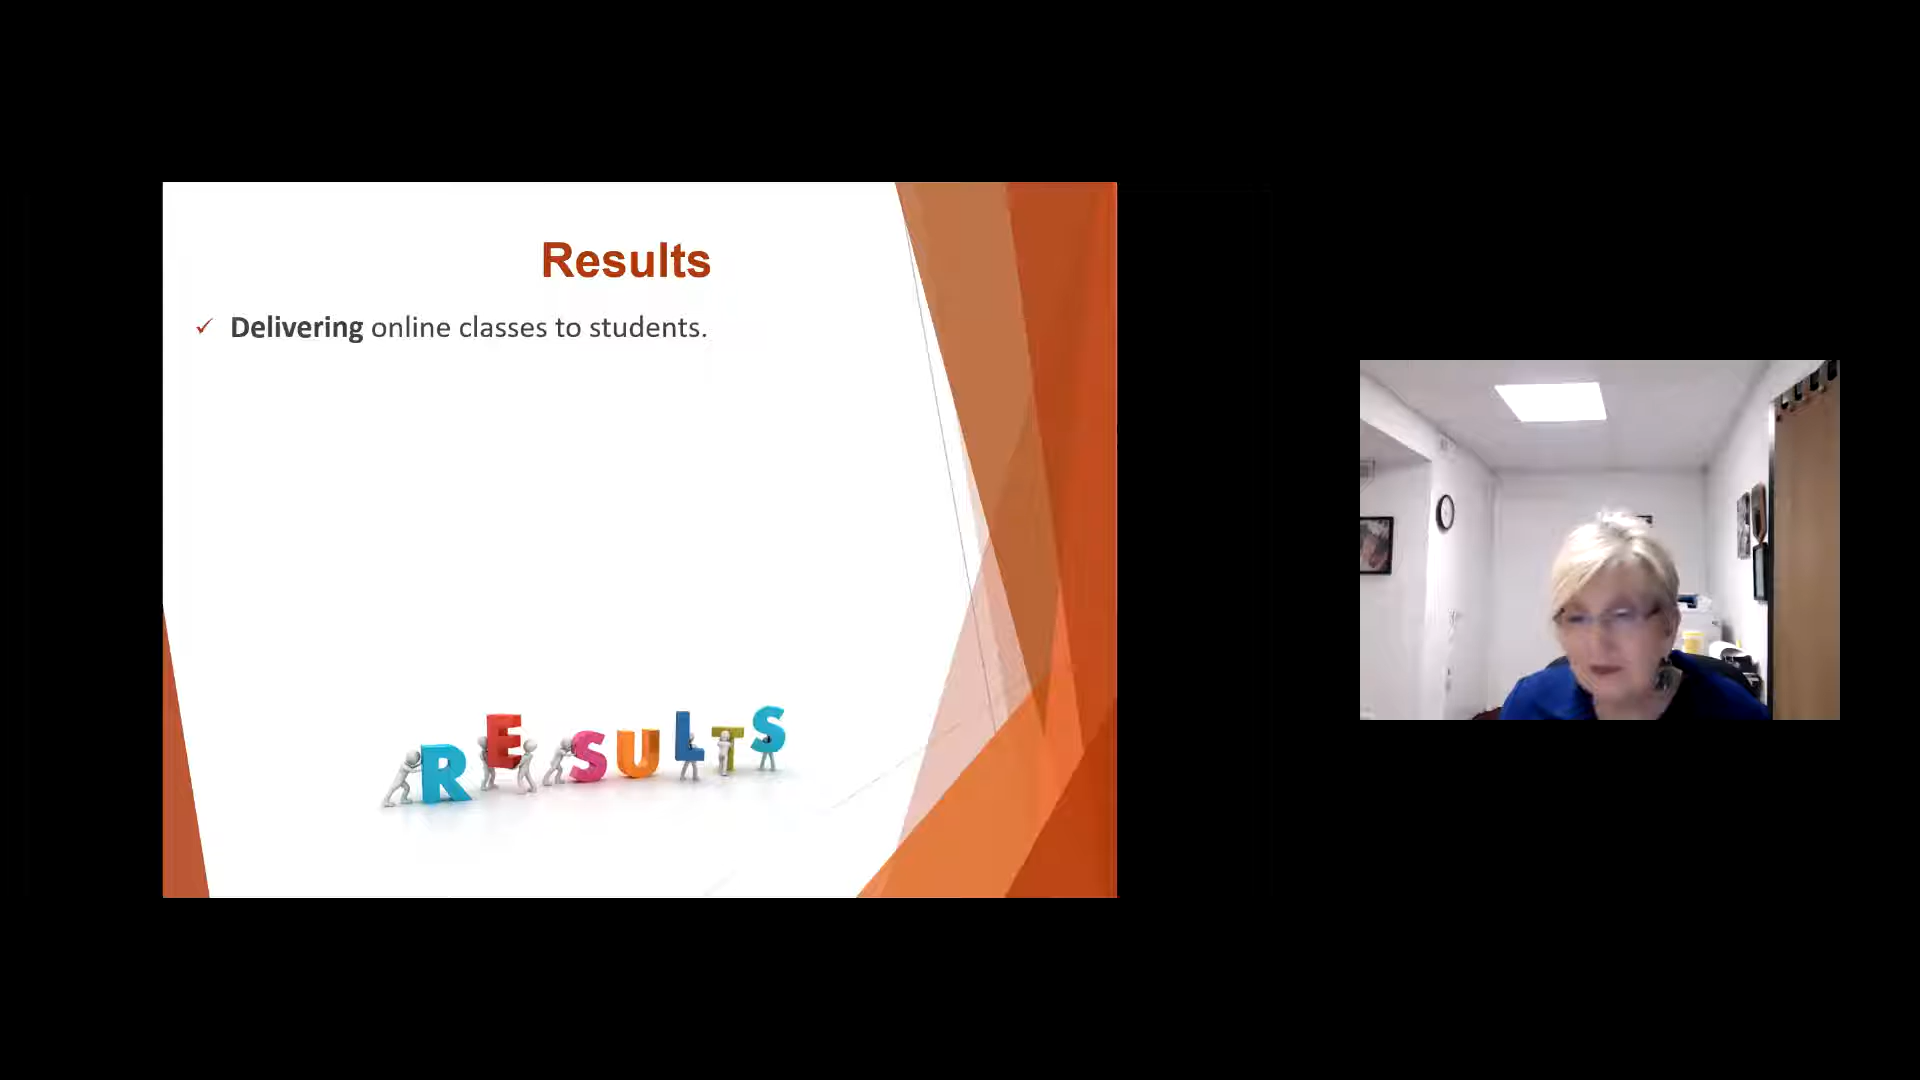 Results
✓ Delivering online classes to students.
RESULTS